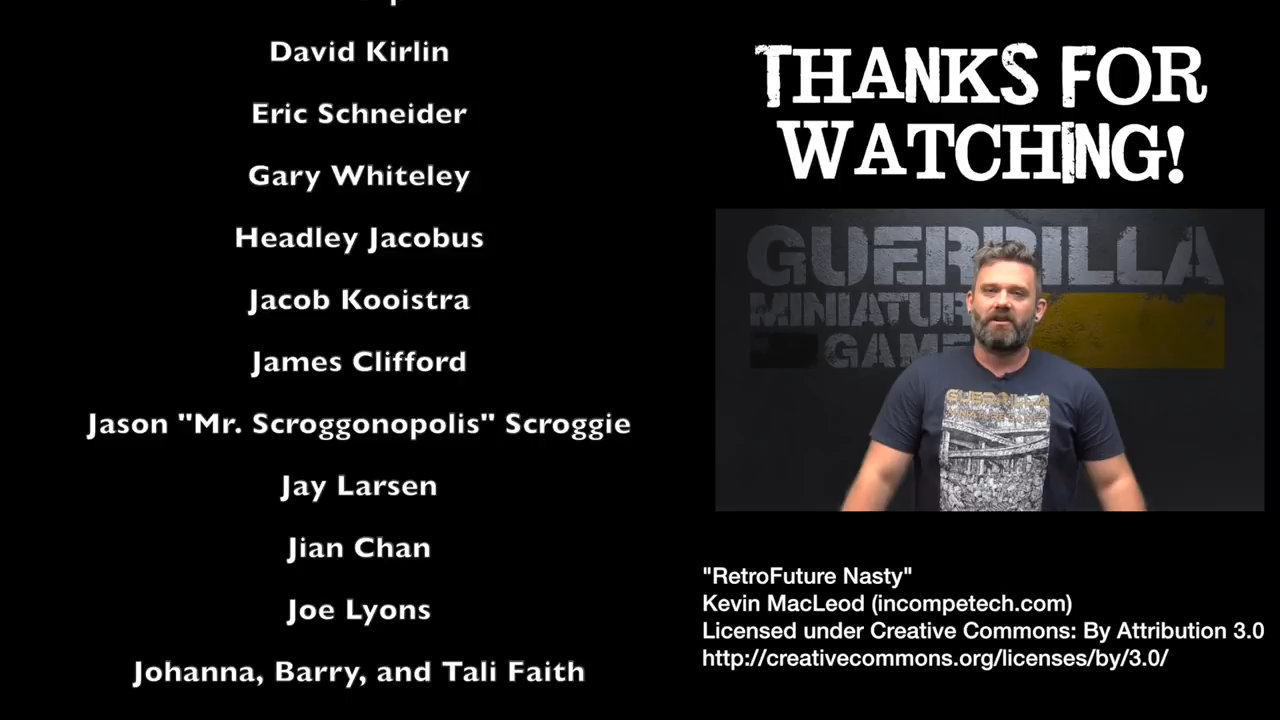 David Kirlin
Eric Schneider
Gary Whiteley
Headley Jacobus
Jacob Kooistra
James Clifford
Jason "Mr. Scroggonopolis" Scroggie
Jay Larsen
Jian Chan
Joe Lyons
Johanna, Barry, and Tali Faith
THANKS FOR
WATCHING!
GUERRILLA
MINIATURE
GAMES
GUERRILLA
"RetroFuture Nasty"
Kevin MacLeod (incompetech.com)
Licensed under Creative Commons: By Attribution 3.0
http://creativecommons.org/licenses/by/3.0/